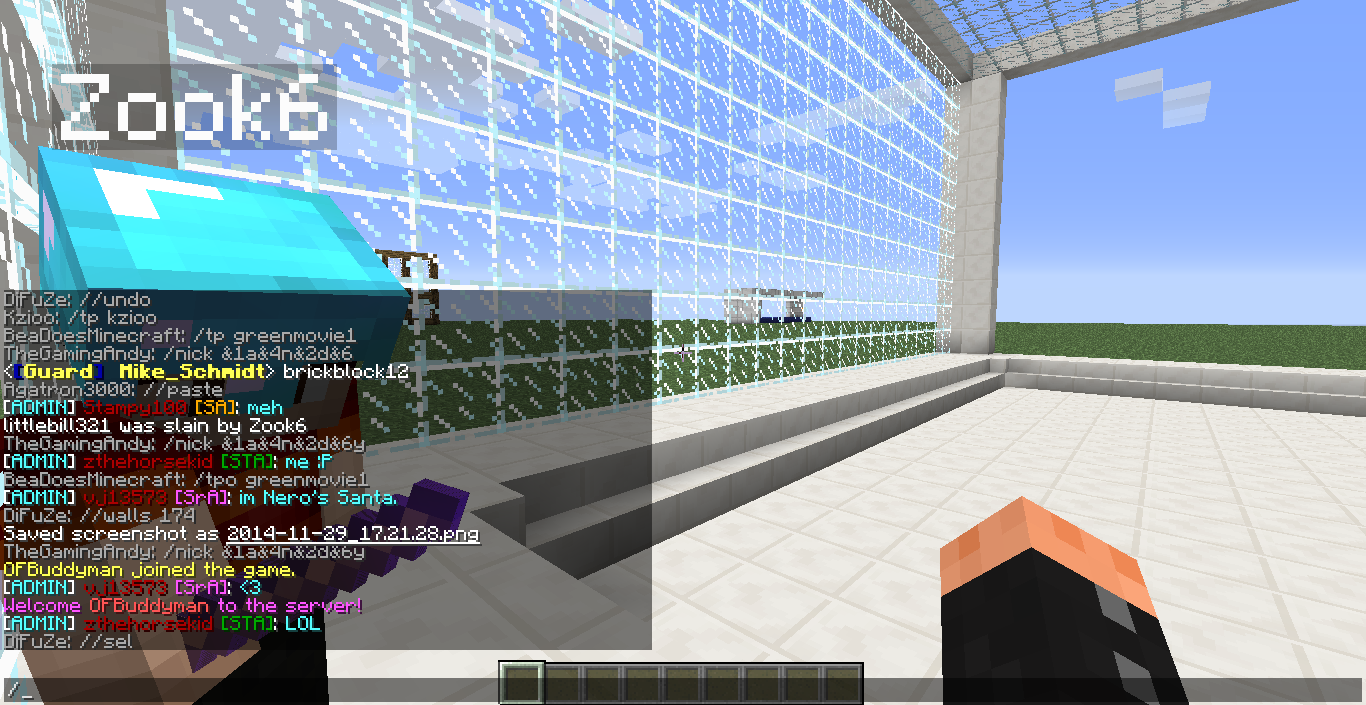 Zook6
DiFuZe: //undo
Kzioo: /tp kzioo
BeaDoesMinecraft: /tp greenmovie1
TheGamingAndy: /nick &1a&4n&2d&6
<[Guard] Mike_Schmidt> brickblock12
Agatron3000: //paste
[ADMIN] Stampy100 [SA]: meh
littlebill321 was slain by Zook6
TheGamingAndy: /nick &1a&4n&2d&6y
[ADMIN] zthehorsekid [STA]: me :P
BeaDoesMinecraft: /tpo greenmovie1
[ADMIN] vj13573 [SrA]: im Nero's Santa.
DiFuZe: //walls 174
Saved screenshot as 2014-11-29_17.21.28.png
TheGamingAndy: /nick &1a&4n&2d&6y
OFBuddyman joined the game.
[ADMIN] vj13573 [SrA]: <3
Welcome OFBuddyman to the server!
[ADMIN] zthehorsekid [STA]: LOL
DiFuZe: //sel
/_